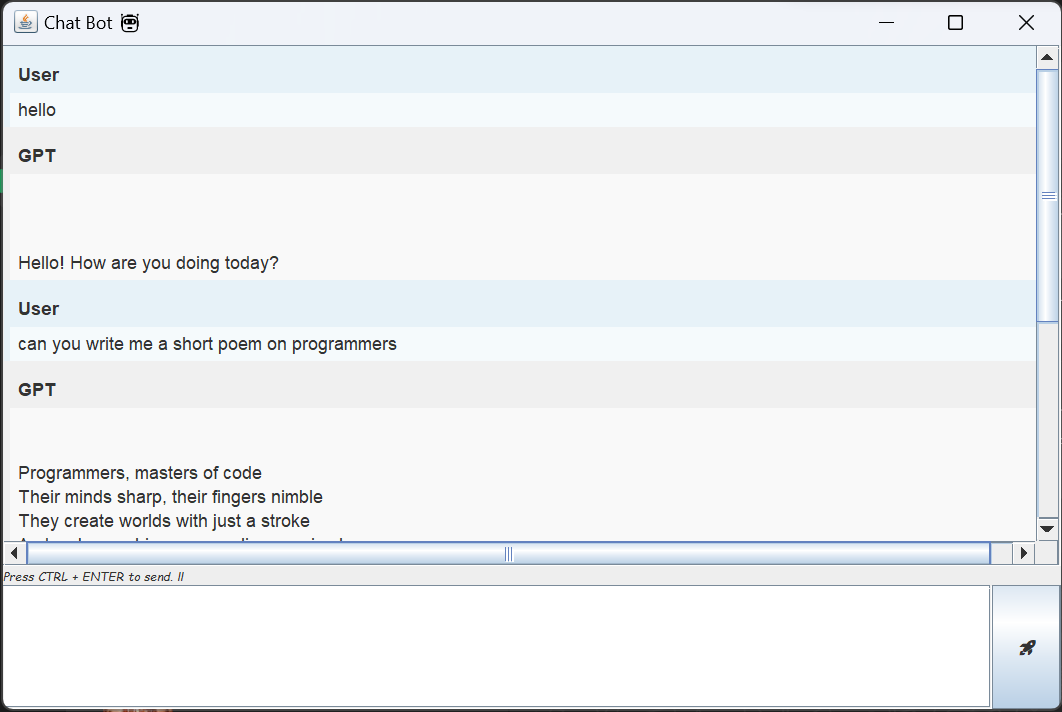 Chat Bot
User
hello
GPT
Hello! How are you doing today?
User
can you write me a short poem on programmers
GPT
Programmers, masters of code
Their minds sharp, their fingers nimble
They create worlds with just a stroke
Press CTRL + ENTER to send. ||